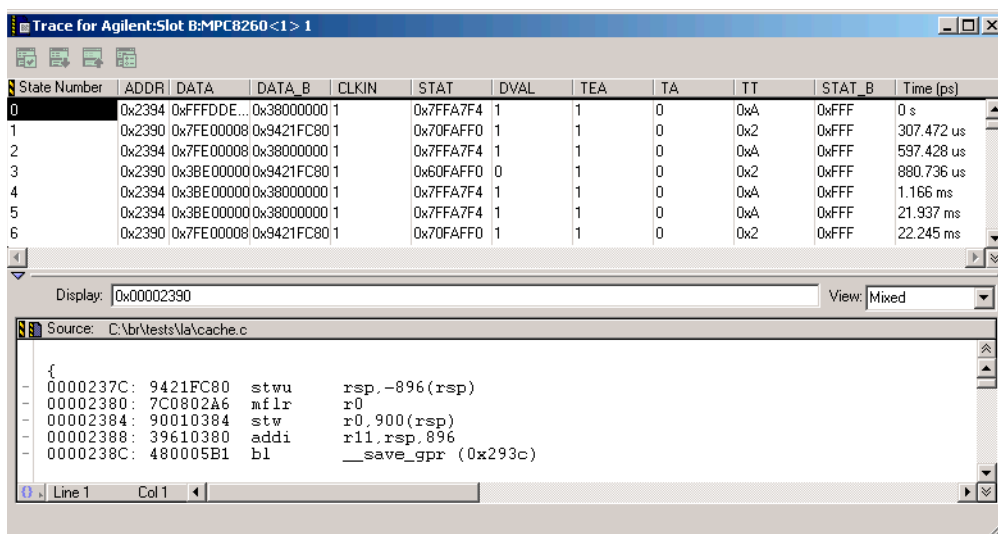 Trace for Agilent:Slot B:MPC8260<1> 1
State Number ADDR DATA DATA_B CLKIN STAT DVAL TEA TA TT STAT_B Time (ps)
0 0x2394 0xFFFDDE... 0x38000000 1 0x7FFA7F4 1 1 0 0xA 0xFFF 0 s
1 0x2390 0x7FE00008 0x9421FC80 1 0x70FAFF0 1 1 0 0x2 0xFFF 307.472 us
2 0x2394 0x7FE00008 0x38000000 1 0x7FFA7F4 1 1 0 0xA 0xFFF 597.428 us
3 0x2390 0x3BE00000 0x9421FC80 1 0x60FAFF0 0 1 0 0x2 0xFFF 880.736 us
4 0x2394 0x3BE00000 0x38000000 1 0x7FFA7F4 1 1 0 0xA 0xFFF 1.166 ms
5 0x2394 0x3BE00000 0x38000000 1 0x7FFA7F4 1 1 0 0xA 0xFFF 21.937 ms
6 0x2390 0x7FE00008 0x9421FC80 1 0x70FAFF0 1 1 0 0x2 0xFFF 22.245 ms
Display: 0x00002390 View: Mixed
Source: C:\br\tests\la\cache.c
{
0000237C: 9421FC80 stwu rsp,-896(rsp)
00002380: 7C0802A6 mflr r0
00002384: 90010384 stw r0,900(rsp)
00002388: 39610380 addi r11,rsp,896
0000238C: 480005B1 bl __save_gpr (0x293c)
{} Line 1 Col 1